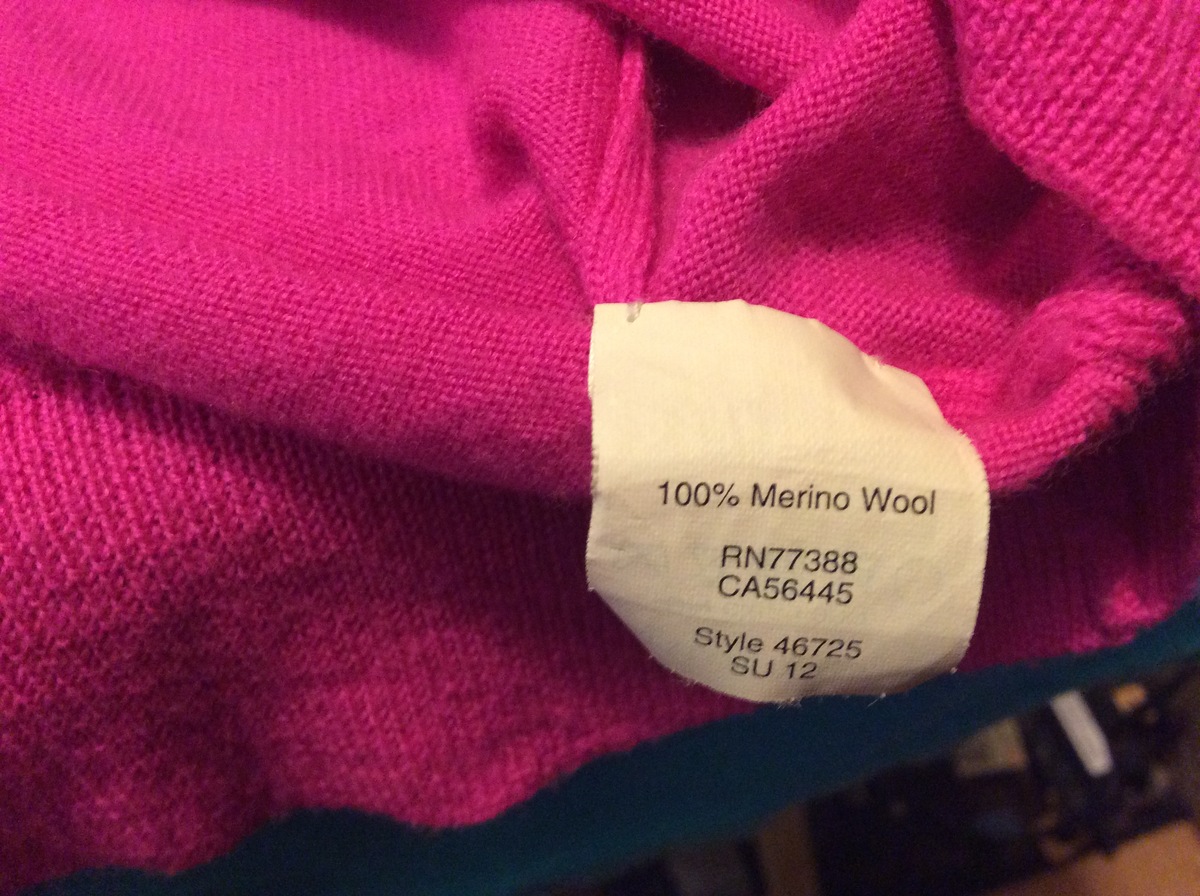 100% Merino Wool
RN77388
CA56445
Style 46725
SU 12